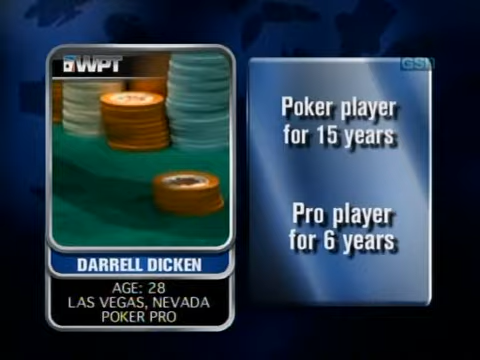 WPT
GSN
Poker player
for 15 years
Pro player
for 6 years
DARRELL DICKEN
AGE: 28
LAS VEGAS, NEVADA
POKER PRO